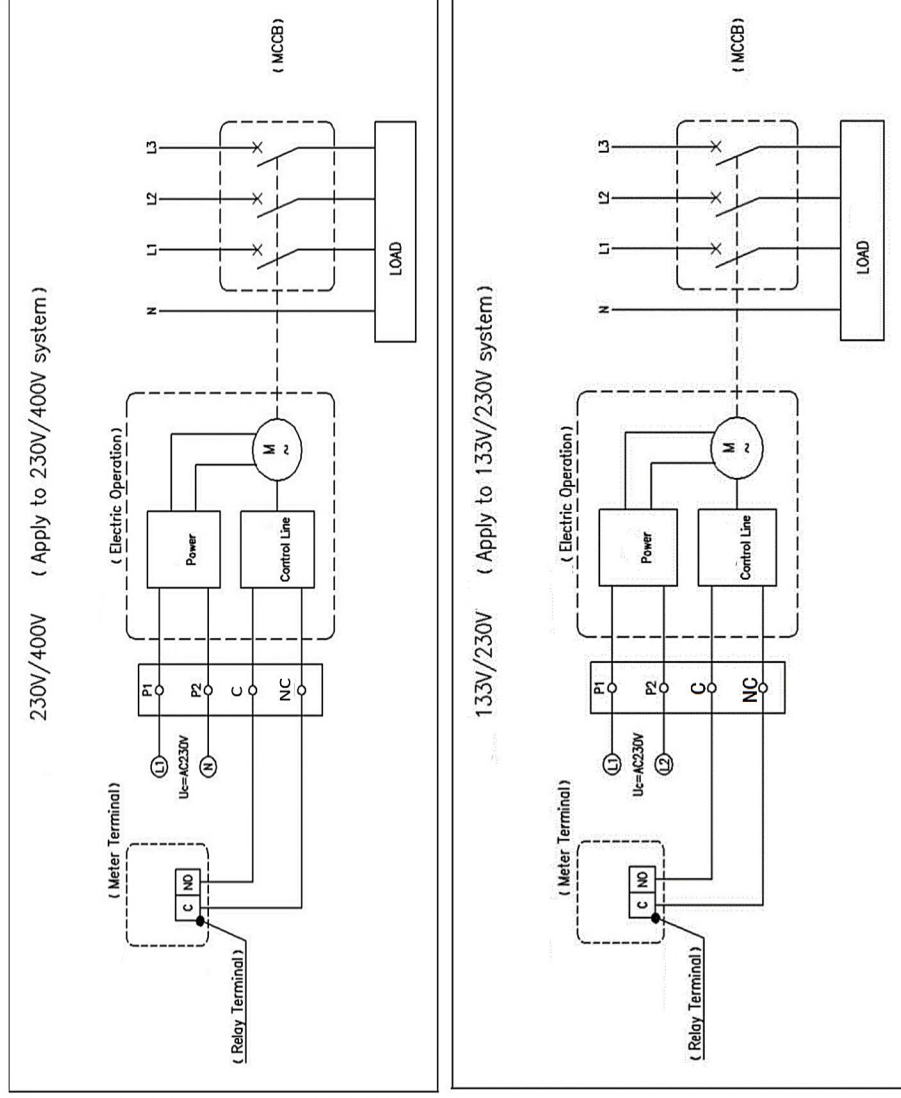 230V/400V ( Apply to 230V/400V system )
( Meter Terminal )
( Electric Operation )
( MCCB )
( Relay Terminal )
C NO
L1
Uc=AC230V
N
P1
P2
C
NC
Power
Control Line
M
~
N
L1
L2
L3
LOAD
133V/230V ( Apply to 133V/230V system )
( Meter Terminal )
( Electric Operation )
( MCCB )
( Relay Terminal )
C NO
L1
Uc=AC230V
L2
P1
P2
C
NC
Power
Control Line
M
~
N
L1
L2
L3
LOAD